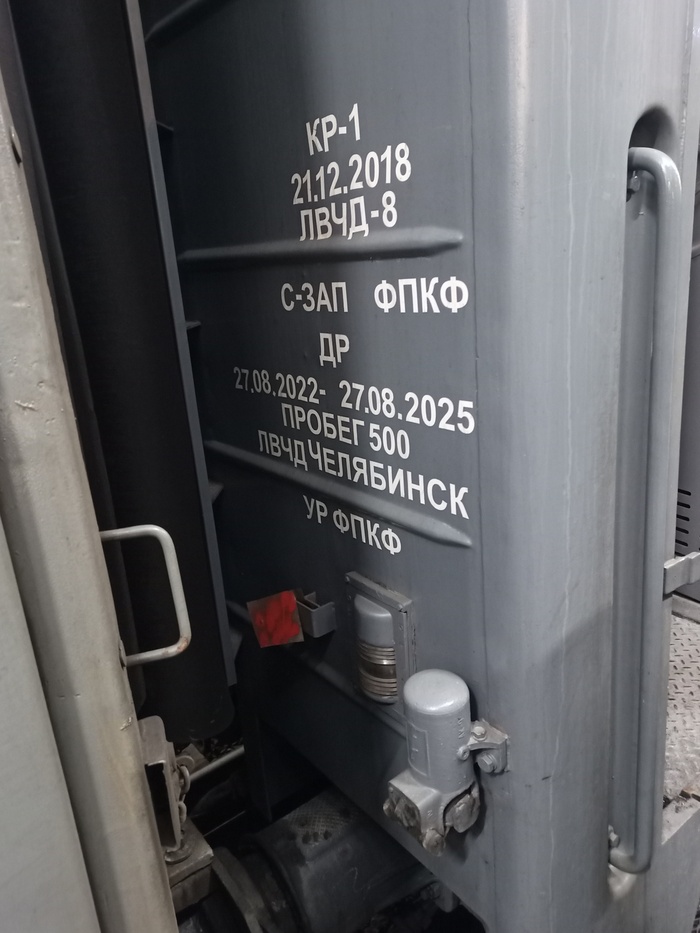 КР-1
21.12.2018
ЛВЧД-8
С-ЗАП ФПКФ
ДР
27.08.2022- 27.08.2025
ПРОБЕГ 500
ЛВЧД ЧЕЛЯБИНСК
УР ФПКФ